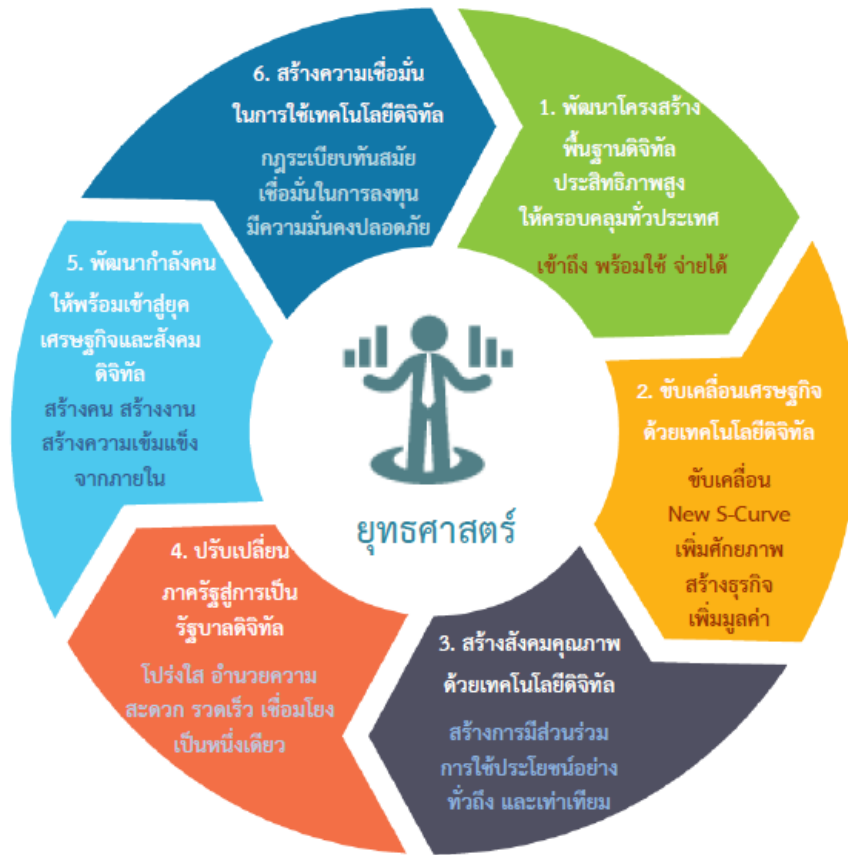 6. สร้างความเชื่อมั่น
ในการใช้เทคโนโลยีดิจิทัล
กฎระเบียบทันสมัย
เชื่อมั่นในการลงทุน
มีความมั่นคงปลอดภัย
1. พัฒนาโครงสร้าง
พื้นฐานดิจิทัล
ประสิทธิภาพสูง
ให้ครอบคลุมทั่วประเทศ
เข้าถึง พร้อมใช้ จ่ายได้
2. ขับเคลื่อนเศรษฐกิจ
ด้วยเทคโนโลยีดิจิทัล
ขับเคลื่อน
New S-Curve
เพิ่มศักยภาพ
สร้างธุรกิจ
เพิ่มมูลค่า
3. สร้างสังคมคุณภาพ
ด้วยเทคโนโลยีดิจิทัล
สร้างการมีส่วนร่วม
การใช้ประโยชน์อย่าง
ทั่วถึง และเท่าเทียม
4. ปรับเปลี่ยน
ภาครัฐสู่การเป็น
รัฐบาลดิจิทัล
โปร่งใส อำนวยความ
สะดวก รวดเร็ว เชื่อมโยง
เป็นหนึ่งเดียว
5. พัฒนากำลังคน
ให้พร้อมเข้าสู่ยุค
เศรษฐกิจและสังคม
ดิจิทัล
สร้างคน สร้างงาน
สร้างความเข้มแข็ง
จากภายใน
ยุทธศาสตร์